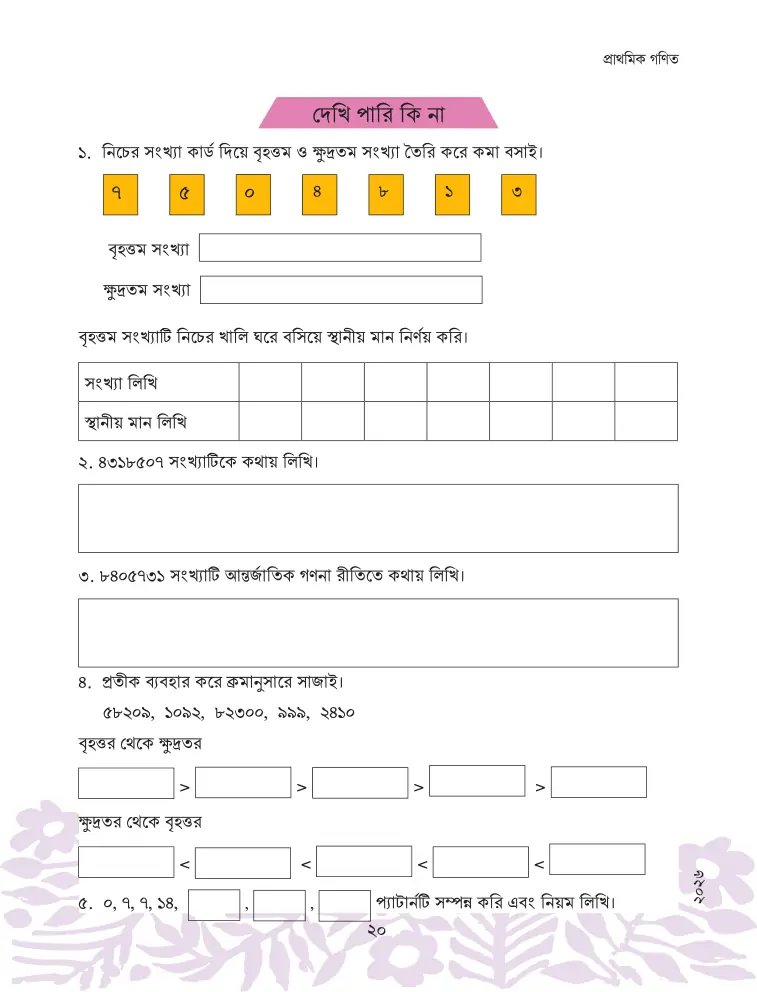 প্রাথমিক গণিত
দেখি পারি কি না
১. নিচের সংখ্যা কার্ড দিয়ে বৃহত্তম ও ক্ষুদ্রতম সংখ্যা তৈরি করে কমা বসাই।
৭ ৫ ০ ৪ ৮ ১ ৩
বৃহত্তম সংখ্যা
ক্ষুদ্রতম সংখ্যা
বৃহত্তম সংখ্যাটি নিচের খালি ঘরে বসিয়ে স্থানীয় মান নির্ণয় করি।
সংখ্যা লিখি
স্থানীয় মান লিখি
২. ৪৩১৮৫০৭ সংখ্যাটিকে কথায় লিখি।
৩. ৮৪০৫৭৩১ সংখ্যাটি আন্তর্জাতিক গণনা রীতিতে কথায় লিখি।
৪. প্রতীক ব্যবহার করে ক্রমানুসারে সাজাই।
৫৮২০৯, ১০৯২, ৮২৩০০, ৯৯৯, ২৪১০
বৃহত্তর থেকে ক্ষুদ্রতর
> > > >
ক্ষুদ্রতর থেকে বৃহত্তর
< < < <
৫. ০, ৭, ৭, ১৪, , , প্যাটার্নটি সম্পন্ন করি এবং নিয়ম লিখি।
২০
২০২৬